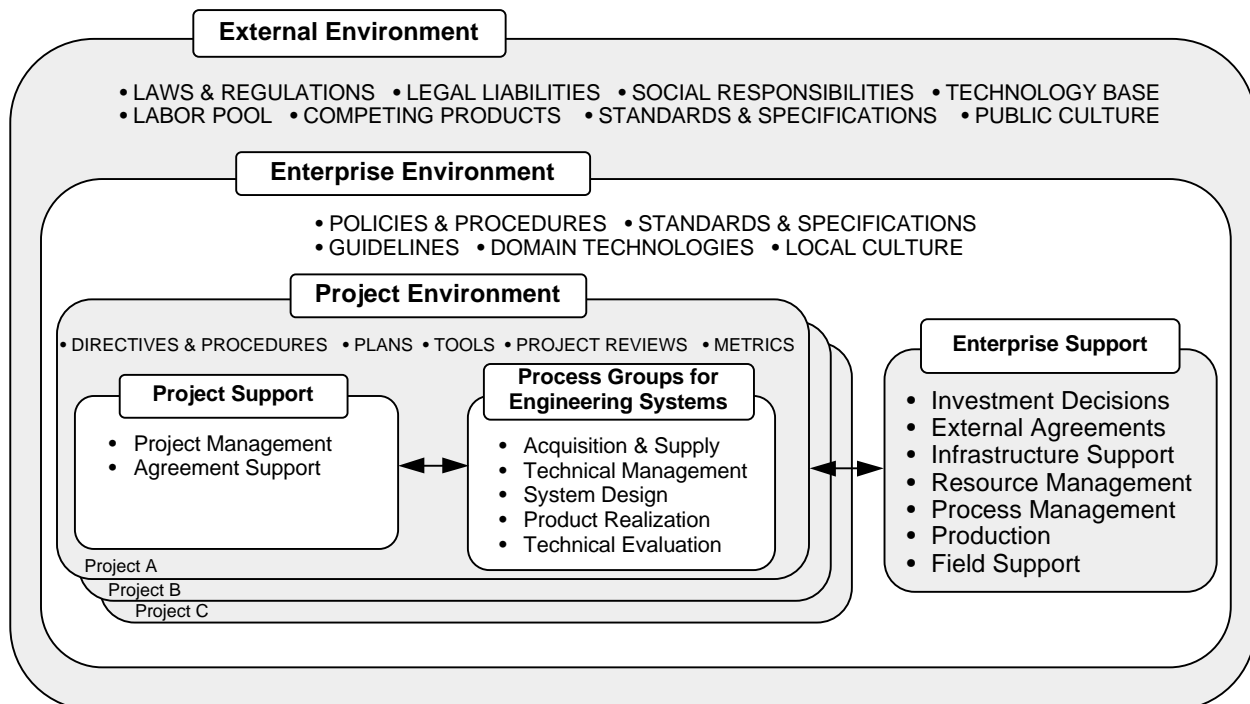 External Environment
• LAWS & REGULATIONS • LEGAL LIABILITIES • SOCIAL RESPONSIBILITIES • TECHNOLOGY BASE
• LABOR POOL • COMPETING PRODUCTS • STANDARDS & SPECIFICATIONS • PUBLIC CULTURE
Enterprise Environment
• POLICIES & PROCEDURES • STANDARDS & SPECIFICATIONS
• GUIDELINES • DOMAIN TECHNOLOGIES • LOCAL CULTURE
Project Environment
• DIRECTIVES & PROCEDURES • PLANS • TOOLS • PROJECT REVIEWS • METRICS
Project Support
• Project Management
• Agreement Support
Process Groups for
Engineering Systems
• Acquisition & Supply
• Technical Management
• System Design
• Product Realization
• Technical Evaluation
Project A
Project B
Project C
Enterprise Support
• Investment Decisions
• External Agreements
• Infrastructure Support
• Resource Management
• Process Management
• Production
• Field Support